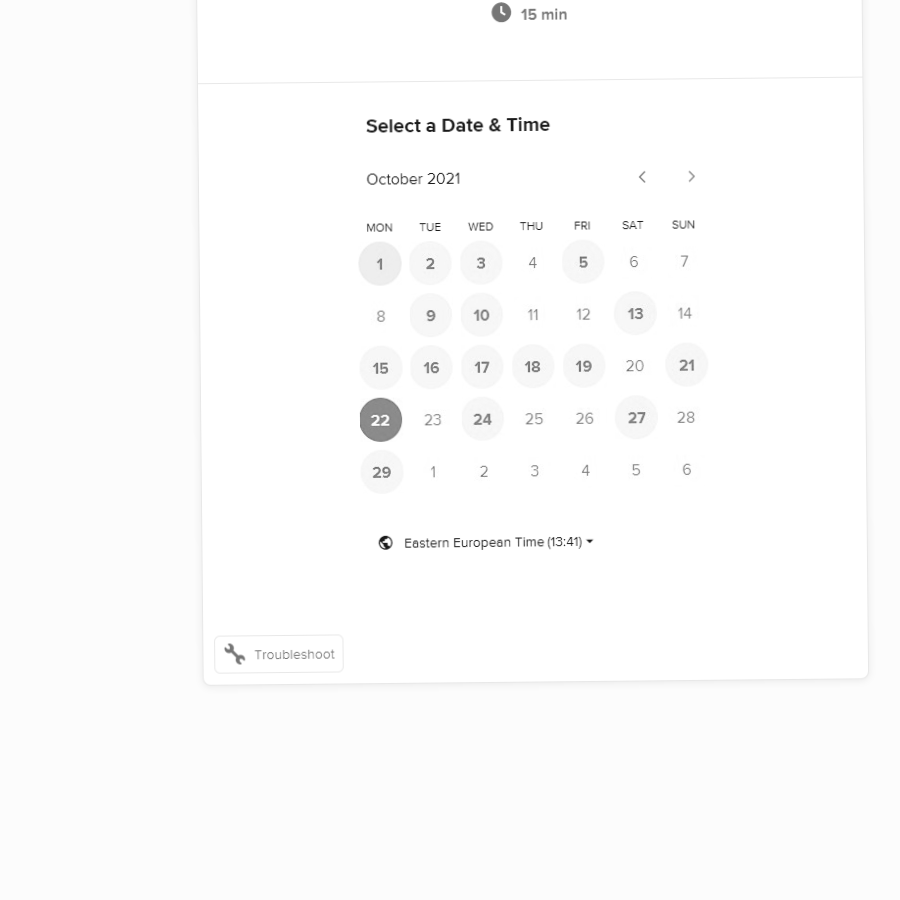 15 min
Select a Date & Time
October 2021
MON TUE WED THU FRI SAT SUN
1 2 3 4 5 6 7
8 9 10 11 12 13 14
15 16 17 18 19 20 21
22 23 24 25 26 27 28
29 1 2 3 4 5 6
Eastern European Time (13:41)
Troubleshoot